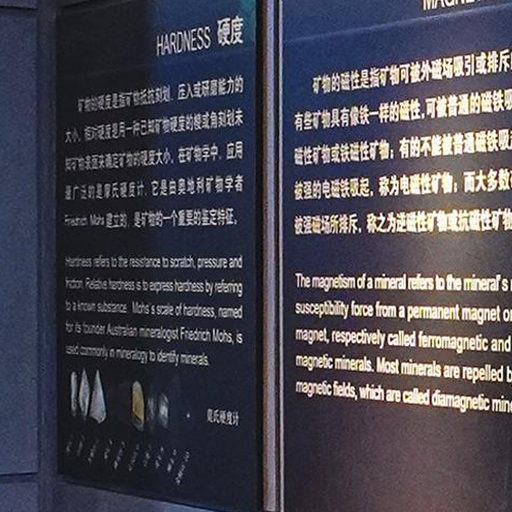 HARDNESS 硬度
矿物的硬度是指矿物抵抗刻划、压入或研磨能力的
大小。相对硬度是用一种已知矿物硬度的棱或角刻划未
知矿物表面来确定矿物的硬度大小。在矿物学中，应用
最广泛的是摩氏硬度计，它是由奥地利矿物学者
Friedrich Mohs 建立的，是矿物的一个重要的鉴定特征。
Hardness refers to the resistance to scratch, pressure and
friction. Relative hardness is to express hardness by referring
to a known substance. Mohs's scale of hardness, named
for its founder Australian mineralogist Friedrich Mohs, is
used commonly in mineralogy to identify minerals.
莫氏硬度计
矿物的磁性是指矿物可被外磁场吸引或排斥
有些矿物具有像铁一样的磁性，可被普通的磁铁吸
磁性矿物或铁磁性矿物；有的不能被普通磁铁吸
被强的电磁铁吸起，称为电磁性矿物；而大多数
被强磁场所排斥，称之为逆磁性矿物或抗磁性矿物
The magnetism of a mineral refers to the mineral's
susceptibility force from a permanent magnet or
magnet, respectively called ferromagnetic and
magnetic minerals. Most minerals are repelled b
magnetic fields, which are called diamagnetic mine